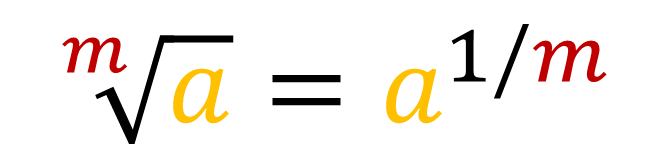 ᵐ√a = a^1/m